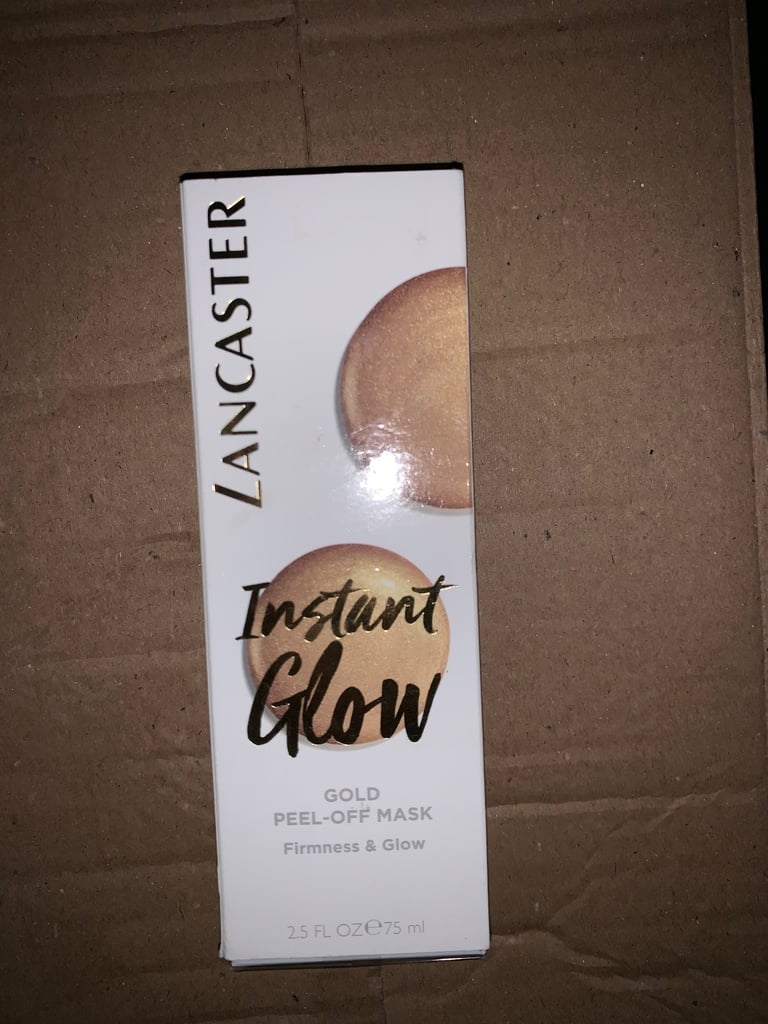 LANCASTER
Instant
Glow
GOLD
PEEL-OFF MASK
Firmness & Glow
2.5 FL OZ℮75 ml